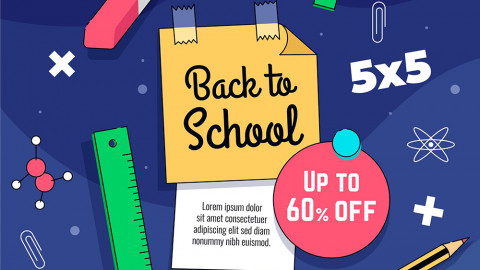 Back to
School
5x5
Up to
60% off
Lorem ipsum dolor
sit amet, consectetur
adipiscing elit, sed diam
nonummy nibh euismod.